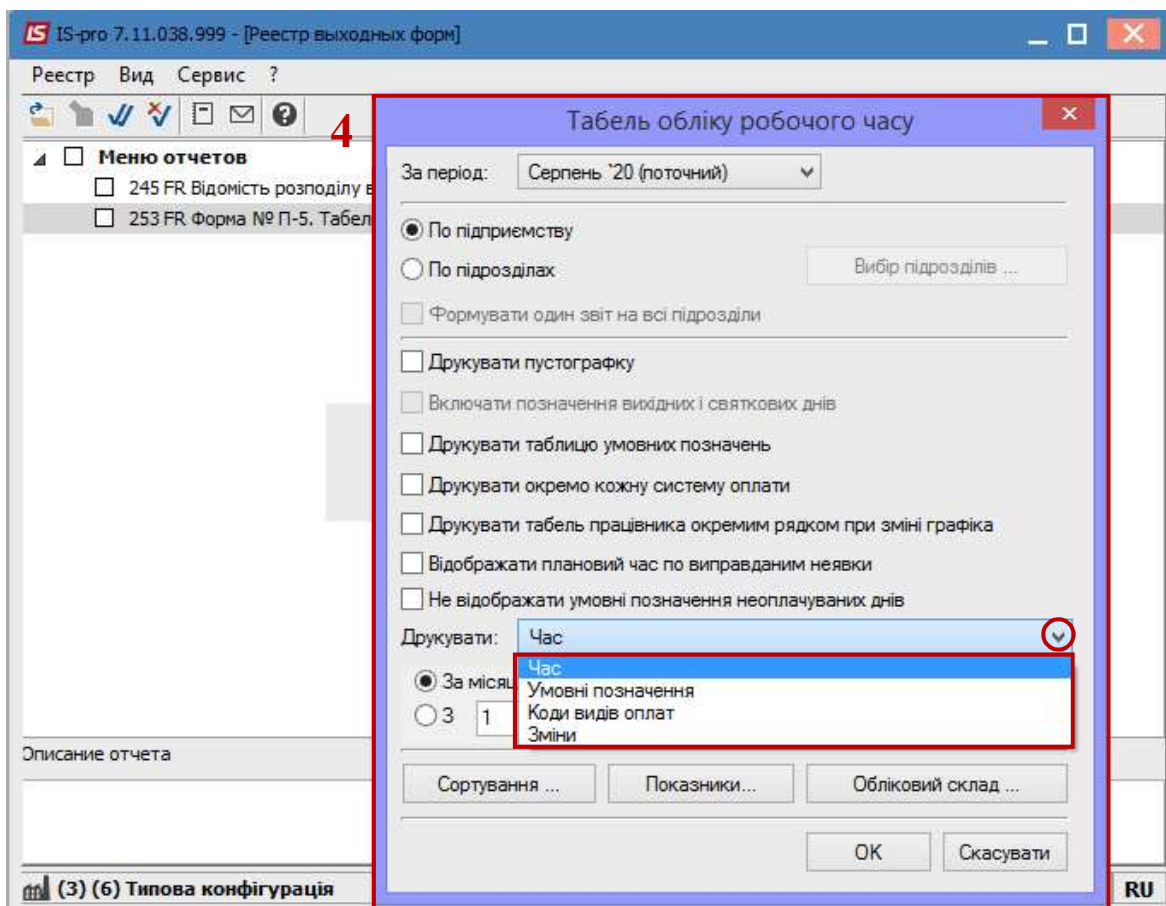 IS IS-pro 7.11.038.999 - [Реестр выходных форм]
Реестр Вид Сервис ?
4
Табель обліку робочого часу
Меню отчетов
245 FR Відомість розподілу в
253 FR Форма № П-5. Табел
За період: Серпень `20 (поточний)
По підприємству
По підрозділах Вибір підрозділів ...
Формувати один звіт на всі підрозділи
Друкувати пустографку
Включати позначення вихідних і святкових днів
Друкувати таблицю умовних позначень
Друкувати окремо кожну систему оплати
Друкувати табель працівника окремим рядком при зміні графіка
Відображати плановий час по виправданим неявки
Не відображати умовні позначення неоплачуваних днів
Друкувати: Час
Час
За місяц Умовні позначення
З 1 Коди видів оплат
Зміни
Описание отчета
Сортування ... Показники... Обліковий склад ...
OK Скасувати
(3) (6) Типова конфігурація RU